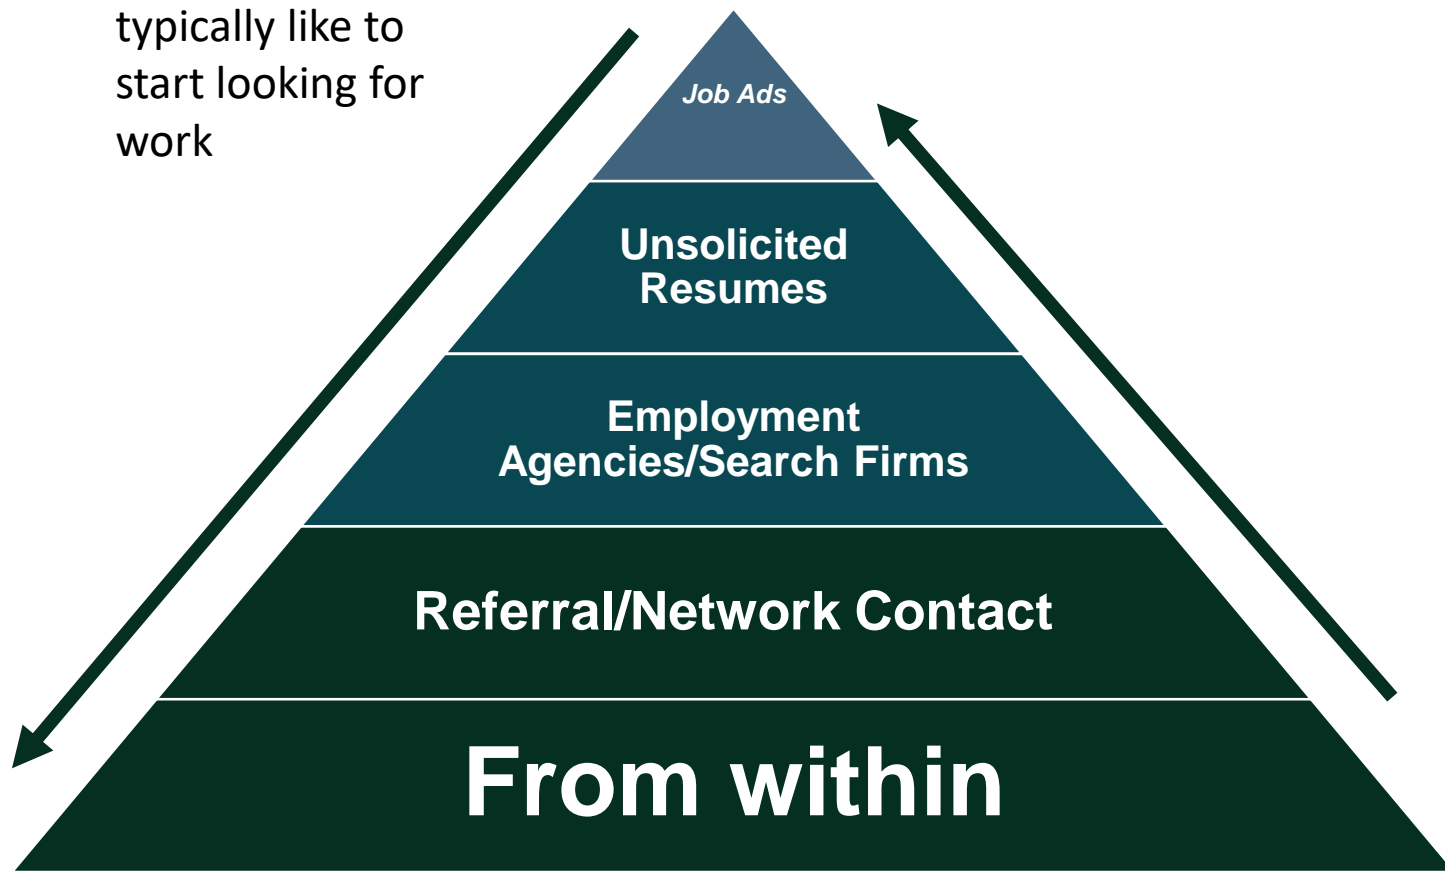 typically like to
start looking for
work
Job Ads
Unsolicited
Resumes
Employment
Agencies/Search Firms
Referral/Network Contact
From within